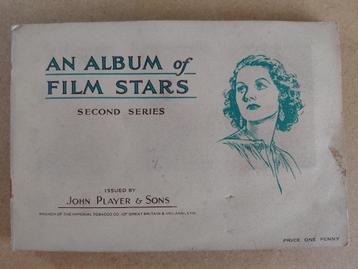 AN ALBUM of
FILM STARS
SECOND SERIES
ISSUED BY
JOHN PLAYER & SONS
BRANCH OF THE IMPERIAL TOBACCO CO. (OF GREAT BRITAIN & IRELAND), LTD.
PRICE ONE PENNY